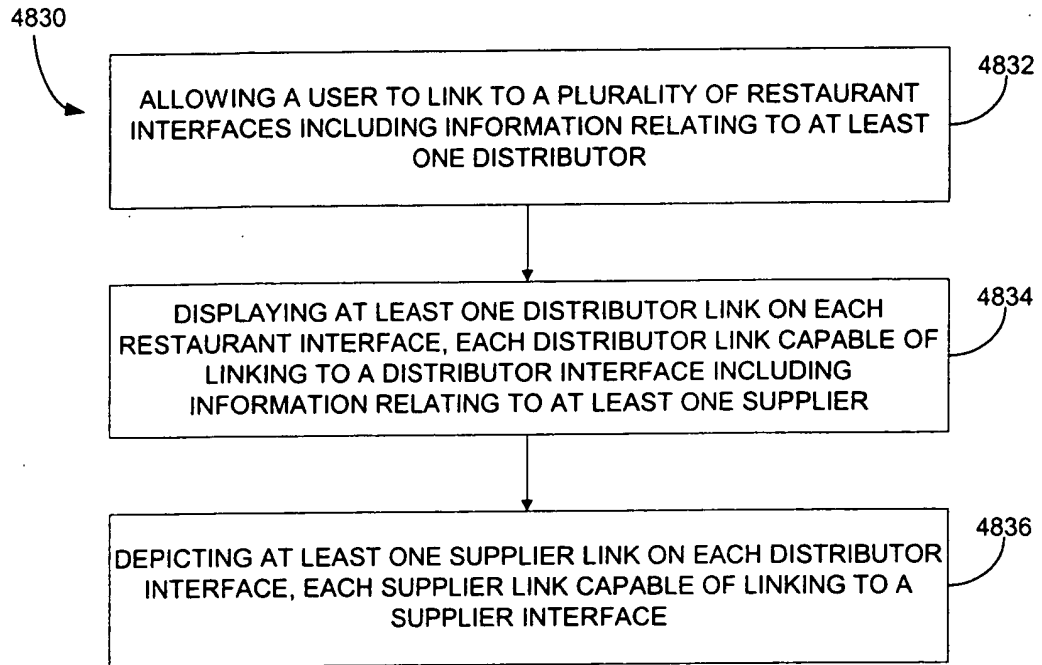 4830
4832
ALLOWING A USER TO LINK TO A PLURALITY OF RESTAURANT
INTERFACES INCLUDING INFORMATION RELATING TO AT LEAST
ONE DISTRIBUTOR
4834
DISPLAYING AT LEAST ONE DISTRIBUTOR LINK ON EACH
RESTAURANT INTERFACE, EACH DISTRIBUTOR LINK CAPABLE OF
LINKING TO A DISTRIBUTOR INTERFACE INCLUDING
INFORMATION RELATING TO AT LEAST ONE SUPPLIER
4836
DEPICTING AT LEAST ONE SUPPLIER LINK ON EACH DISTRIBUTOR
INTERFACE, EACH SUPPLIER LINK CAPABLE OF LINKING TO A
SUPPLIER INTERFACE